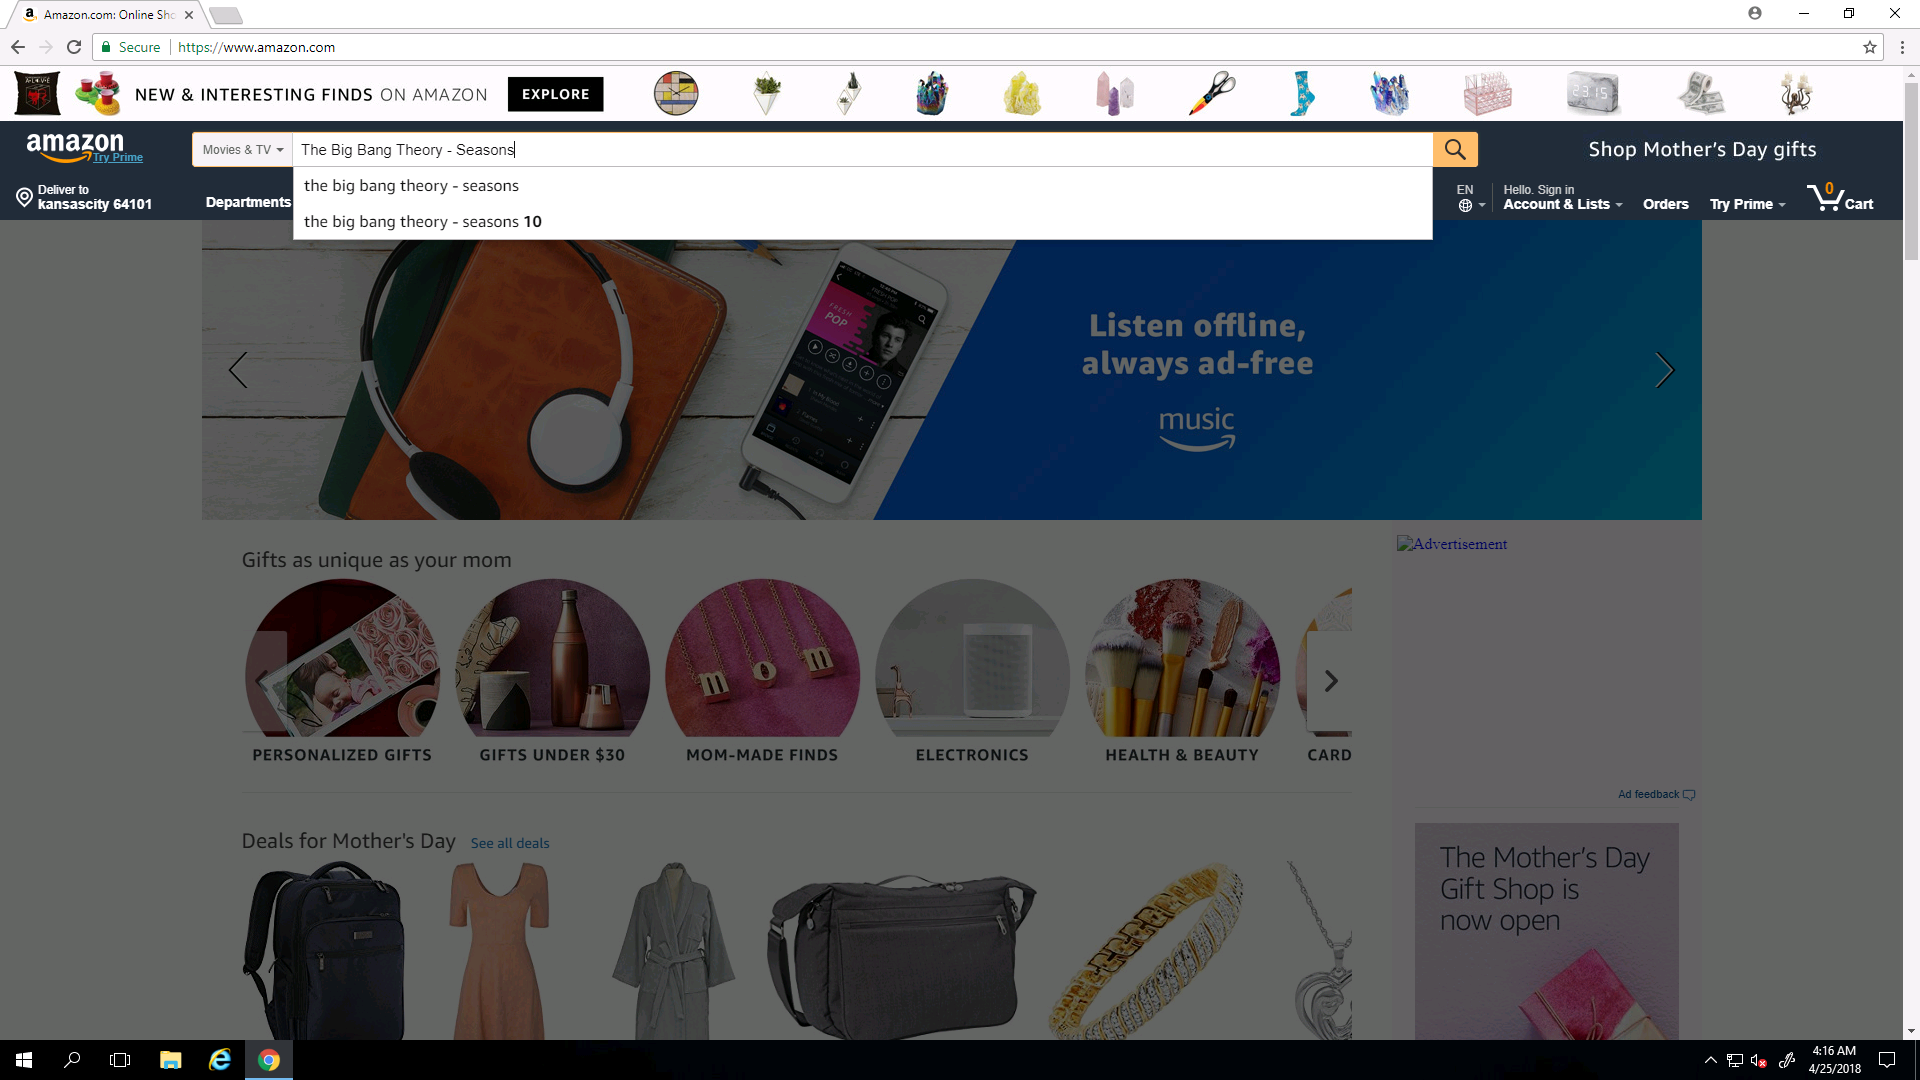 Amazon.com: Online Sho
Secure
https://www.amazon.com
NEW & INTERESTING FINDS ON AMAZON
EXPLORE
23:15
amazon
Try Prime
Movies & TV
The Big Bang Theory - Seasons
Shop Mother's Day gifts
the big bang theory - seasons
the big bang theory - seasons 10
Deliver to
kansascity 64101
Departments
EN
Hello. Sign in
Account & Lists
Orders
Try Prime
0
Cart
FRESH
POP
Listen offline,
always ad-free
music
Gifts as unique as your mom
m o m
PERSONALIZED GIFTS
GIFTS UNDER $30
MOM-MADE FINDS
ELECTRONICS
HEALTH & BEAUTY
CARD
Advertisement
Ad feedback
Deals for Mother's Day
See all deals
The Mother's Day
Gift Shop is
now open
4:16 AM
4/25/2018